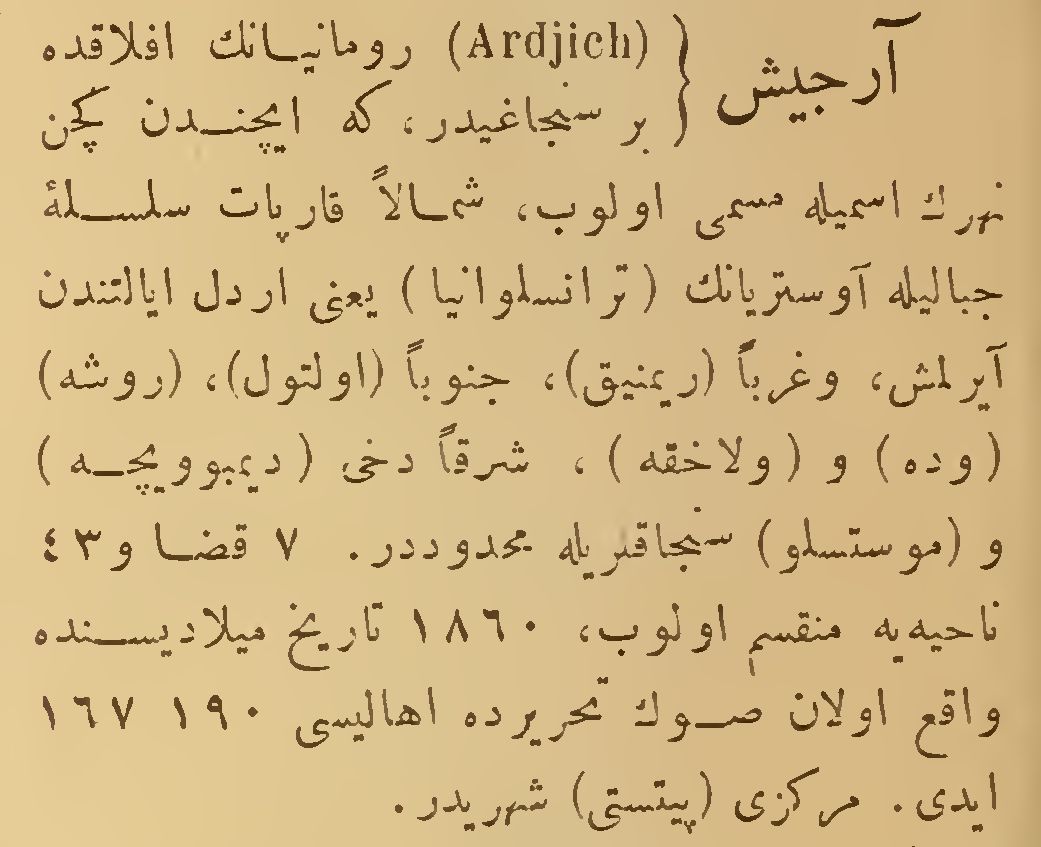 آرجيش { (Ardjich) رومانيانك افلاقده
بر سنجاغيدر، كه ايچندن كچن
نهرك اسميله مسمى اولوب، شمالاً قارپات سلسلهٔ
جباليله آوستريانك (ترانسلوانيا) يعنى اردل ايالتندن
آيرلمش، وغرباً (ريمنيق)، جنوباً (اولتول)، (روشه)
(وده) و (ولاخقه) ، شرقاً دخى (ديمبوويچه)
و (موستسلو) سنجاقلريله محدوددر. ٧ قضا و ٤٣
ناحيه‌يه منقسم اولوب، ١٨٦٠ تاريخ ميلاديسنده
واقع اولان صوك تحريرده اهاليسى ١٦٧ ١٩٠
ايدى. مركزى (پيتستى) شهريدر.